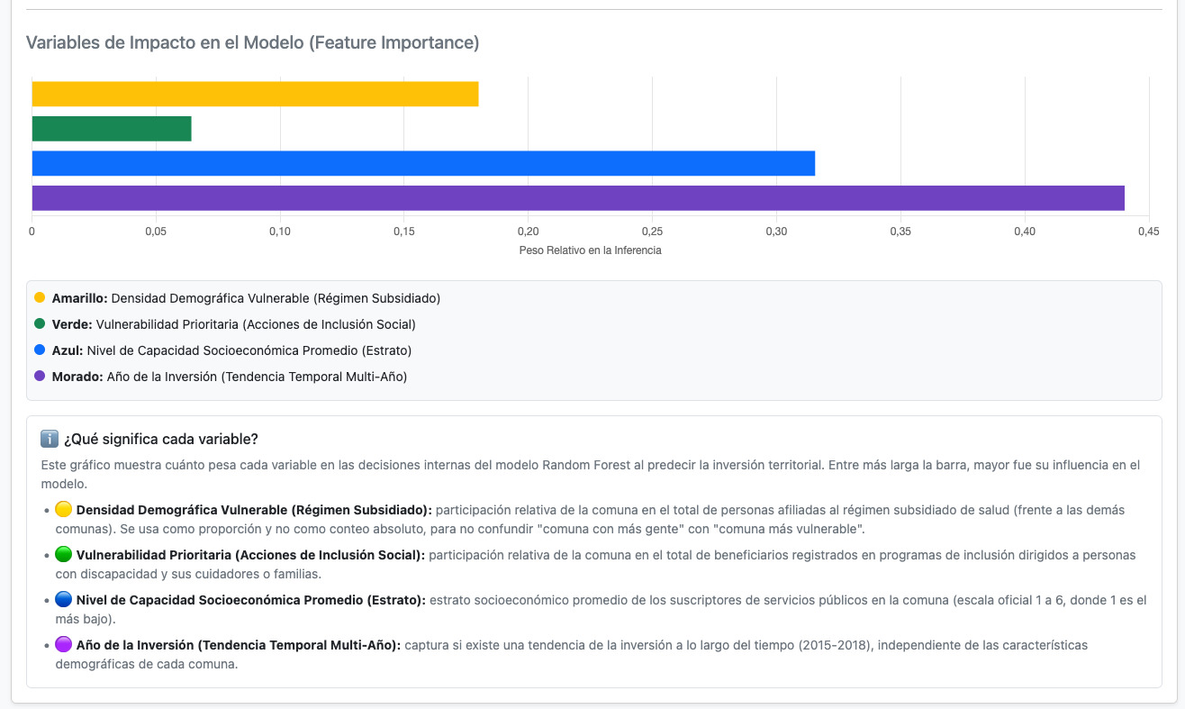 Variables de Impacto en el Modelo (Feature Importance)
0
0,05
0,10
0,15
0,20
0,25
0,30
0,35
0,40
0,45
Peso Relativo en la Inferencia
Amarillo: Densidad Demográfica Vulnerable (Régimen Subsidiado)
Verde: Vulnerabilidad Prioritaria (Acciones de Inclusión Social)
Azul: Nivel de Capacidad Socioeconómica Promedio (Estrato)
Morado: Año de la Inversión (Tendencia Temporal Multi-Año)
ℹ️ ¿Qué significa cada variable?
Este gráfico muestra cuánto pesa cada variable en las decisiones internas del modelo Random Forest al predecir la inversión territorial. Entre más larga la barra, mayor fue su influencia en el
modelo.
• 🟡 Densidad Demográfica Vulnerable (Régimen Subsidiado): participación relativa de la comuna en el total de personas afiliadas al régimen subsidiado de salud (frente a las demás
comunas). Se usa como proporción y no como conteo absoluto, para no confundir "comuna con más gente" con "comuna más vulnerable".
• 🟢 Vulnerabilidad Prioritaria (Acciones de Inclusión Social): participación relativa de la comuna en el total de beneficiarios registrados en programas de inclusión dirigidos a personas
con discapacidad y sus cuidadores o familias.
• 🔵 Nivel de Capacidad Socioeconómica Promedio (Estrato): estrato socioeconómico promedio de los suscriptores de servicios públicos en la comuna (escala oficial 1 a 6, donde 1 es el
más bajo).
• 🟣 Año de la Inversión (Tendencia Temporal Multi-Año): captura si existe una tendencia de la inversión a lo largo del tiempo (2015-2018), independiente de las características
demográficas de cada comuna.